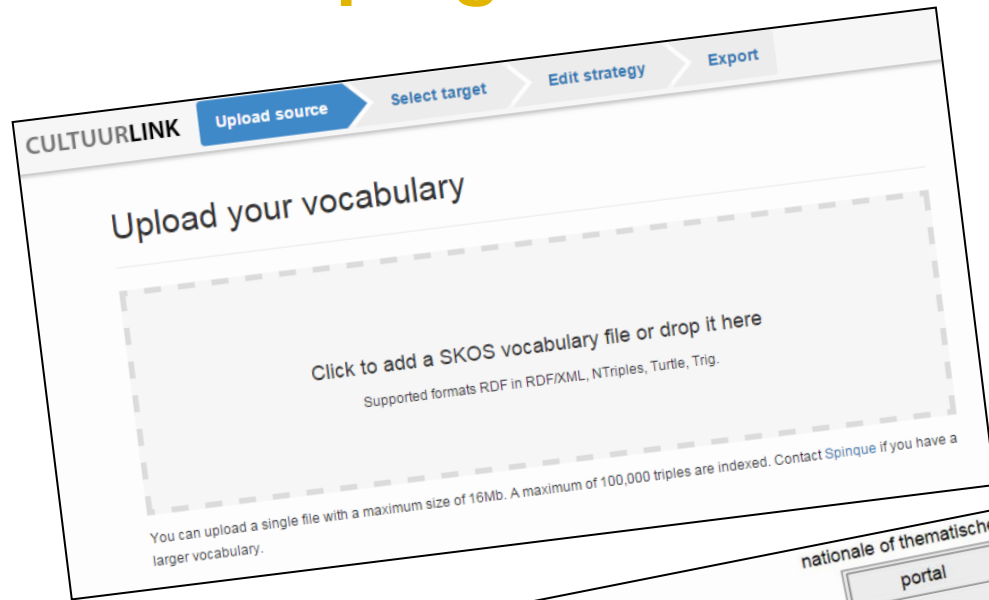 CULTUURLINK Upload source Select target Edit strategy Export
Upload your vocabulary
Click to add a SKOS vocabulary file or drop it here
Supported formats RDF in RDF/XML, NTriples, Turtle, Trig.
You can upload a single file with a maximum size of 16Mb. A maximum of 100,000 triples are indexed. Contact Spinque if you have a
larger vocabulary.
nationale of thematische
portal